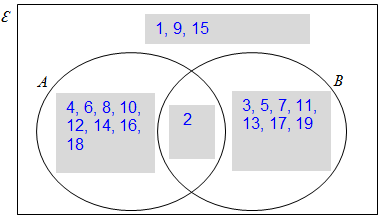 ℰ
1, 9, 15
A
B
4, 6, 8, 10,
12, 14, 16,
18
2
3, 5, 7, 11,
13, 17, 19